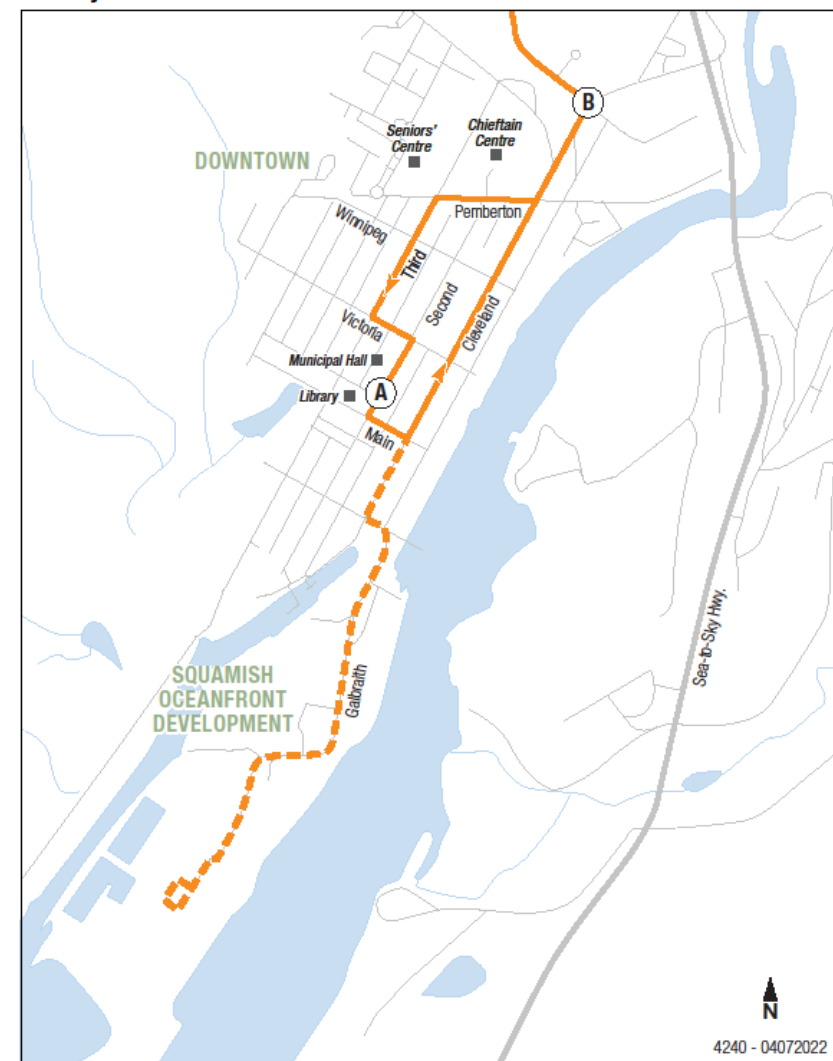 B
Seniors'
Centre
Chieftain
Centre
DOWNTOWN
Pemberton
Winnipeg
Third
Second
Victoria
Cleveland
Municipal Hall
Library
A
Main
Sea-to-Sky Hwy.
SQUAMISH
OCEANFRONT
DEVELOPMENT
Galbraith
N
4240 - 04072022